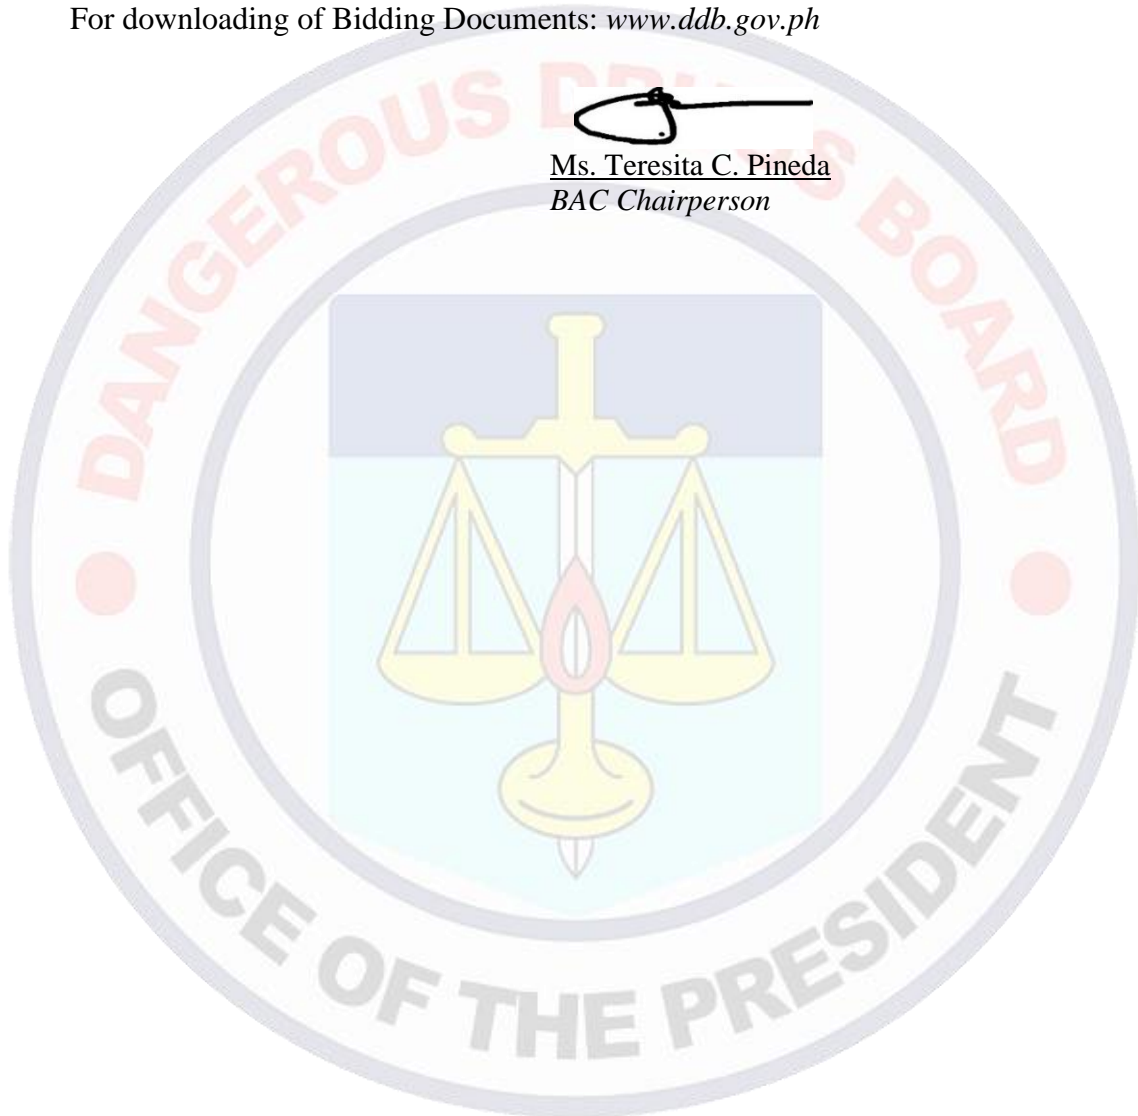 For downloading of Bidding Documents: www.ddb.gov.ph
Ms. Teresita C. Pineda
BAC Chairperson
DANGEROUS DRUGS BOARD
OFFICE OF THE PRESIDENT